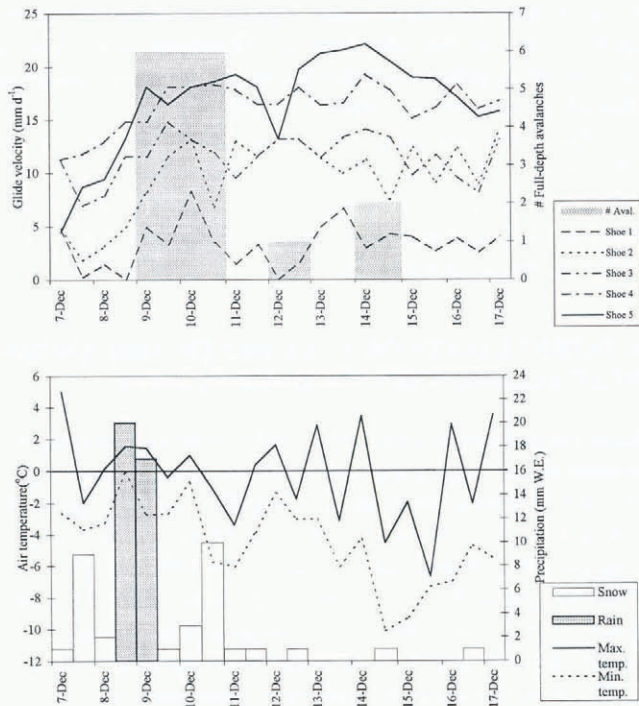 25
20
15
10
5
0
Glide velocity (mm d⁻¹)
7
6
5
4
3
2
1
0
# Full-depth avalanches
7-Dec
8-Dec
9-Dec
10-Dec
11-Dec
12-Dec
13-Dec
14-Dec
15-Dec
16-Dec
17-Dec
# Aval.
Shoe 1
Shoe 2
Shoe 3
Shoe 4
Shoe 5
6
4
2
0
-2
-4
-6
-8
-10
-12
Air temperature(°C)
24
22
20
18
16
14
12
10
8
6
4
2
0
Precipitation (mm W.E.)
7-Dec
8-Dec
9-Dec
10-Dec
11-Dec
12-Dec
13-Dec
14-Dec
15-Dec
16-Dec
17-Dec
Snow
Rain
Max.
temp.
Min.
temp.